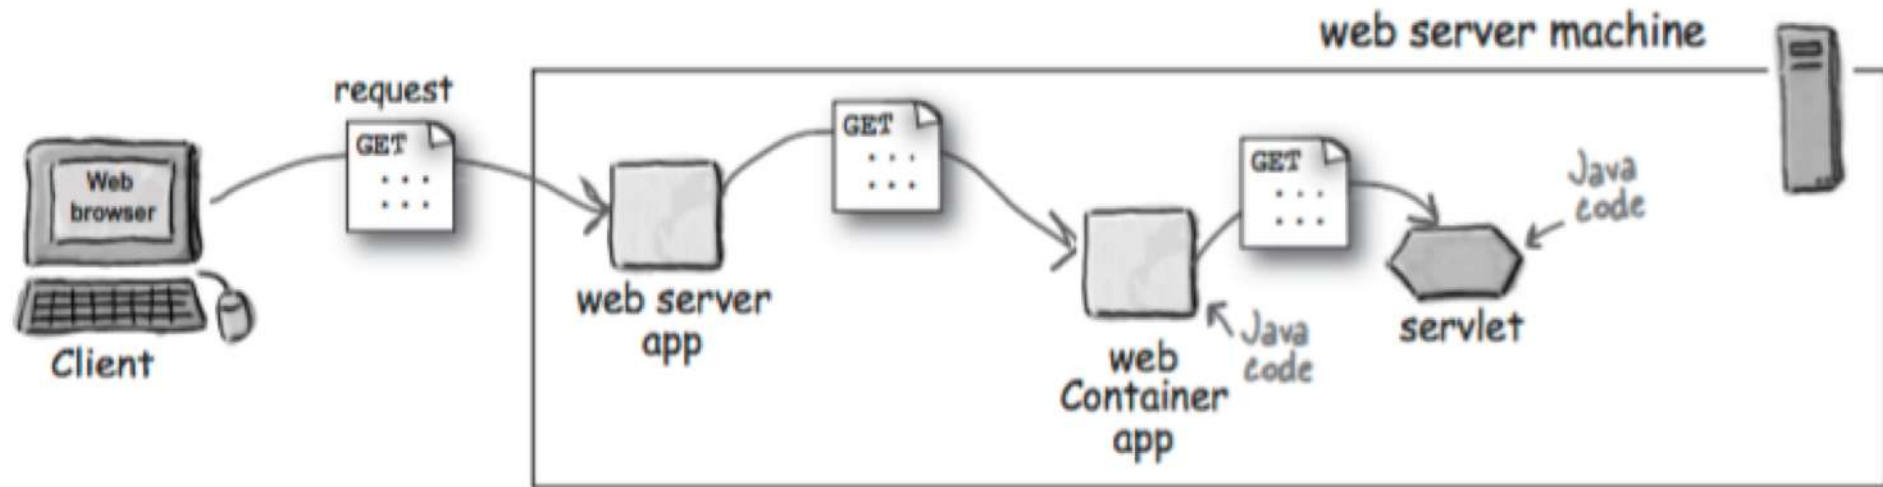 web server machine
request
GET
GET
GET
Java
code
Web
browser
web server
app
servlet
Java
code
Client
web
Container
app